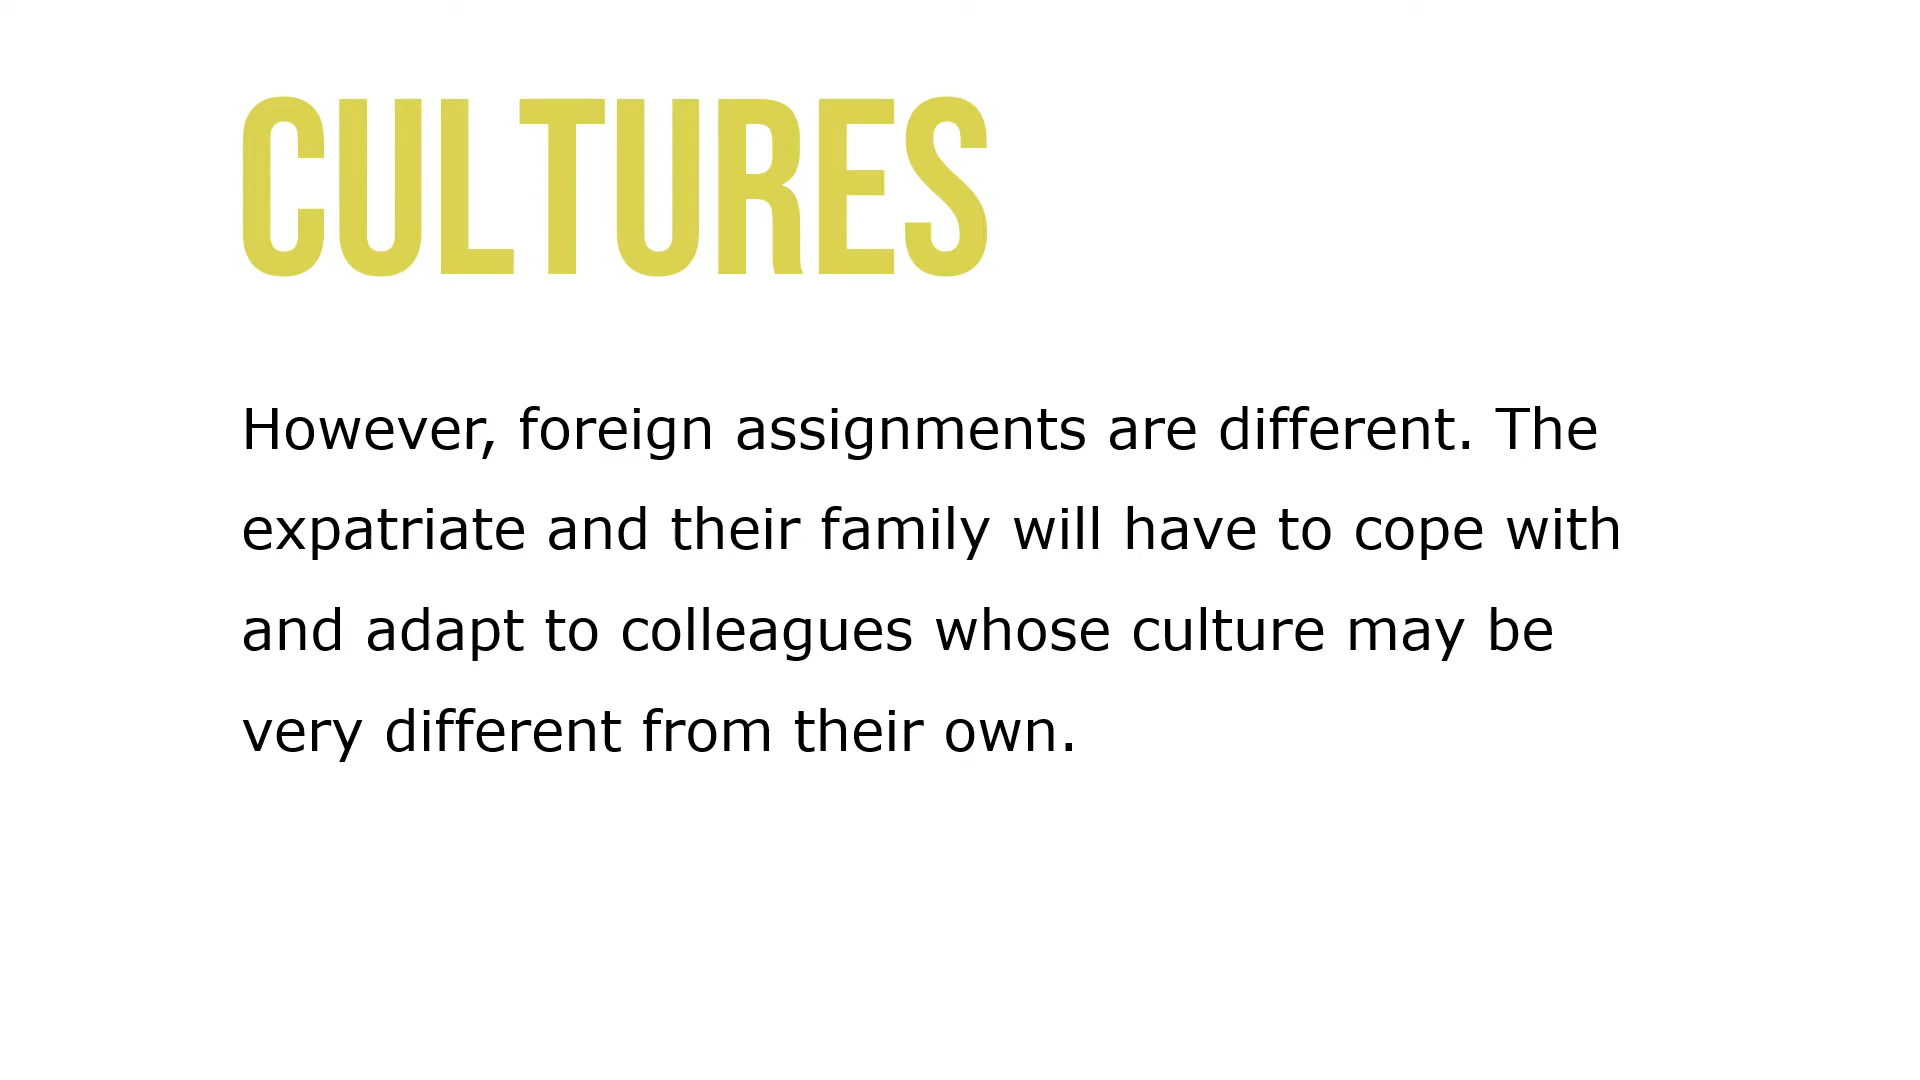 CULTURES
However, foreign assignments are different. The
expatriate and their family will have to cope with
and adapt to colleagues whose culture may be
very different from their own.